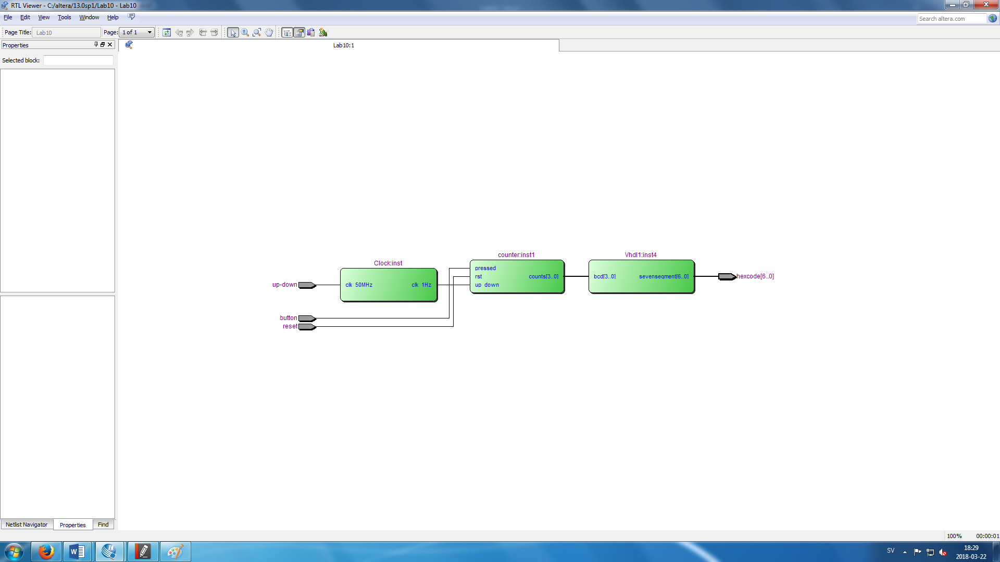 RTL Viewer - C:/altera/13.0sp1/Lab10 - Lab10
File Edit View Tools Window Help
Search altera.com
Page Title: Lab10 Page: 1 of 1
Properties
Lab10:1
Selected block:
counter:inst1
Vhdl1:inst4
Clock:inst
pressed
rst
counts[3..0]
bcd[3..0]
sevensegment[6..0]
hexcode[6..0]
up-down
clk_50MHz
clk_1Hz
up_down
button
reset
Netlist Navigator Properties Find
100% 00:00:01
SV
18:29
2018-03-22